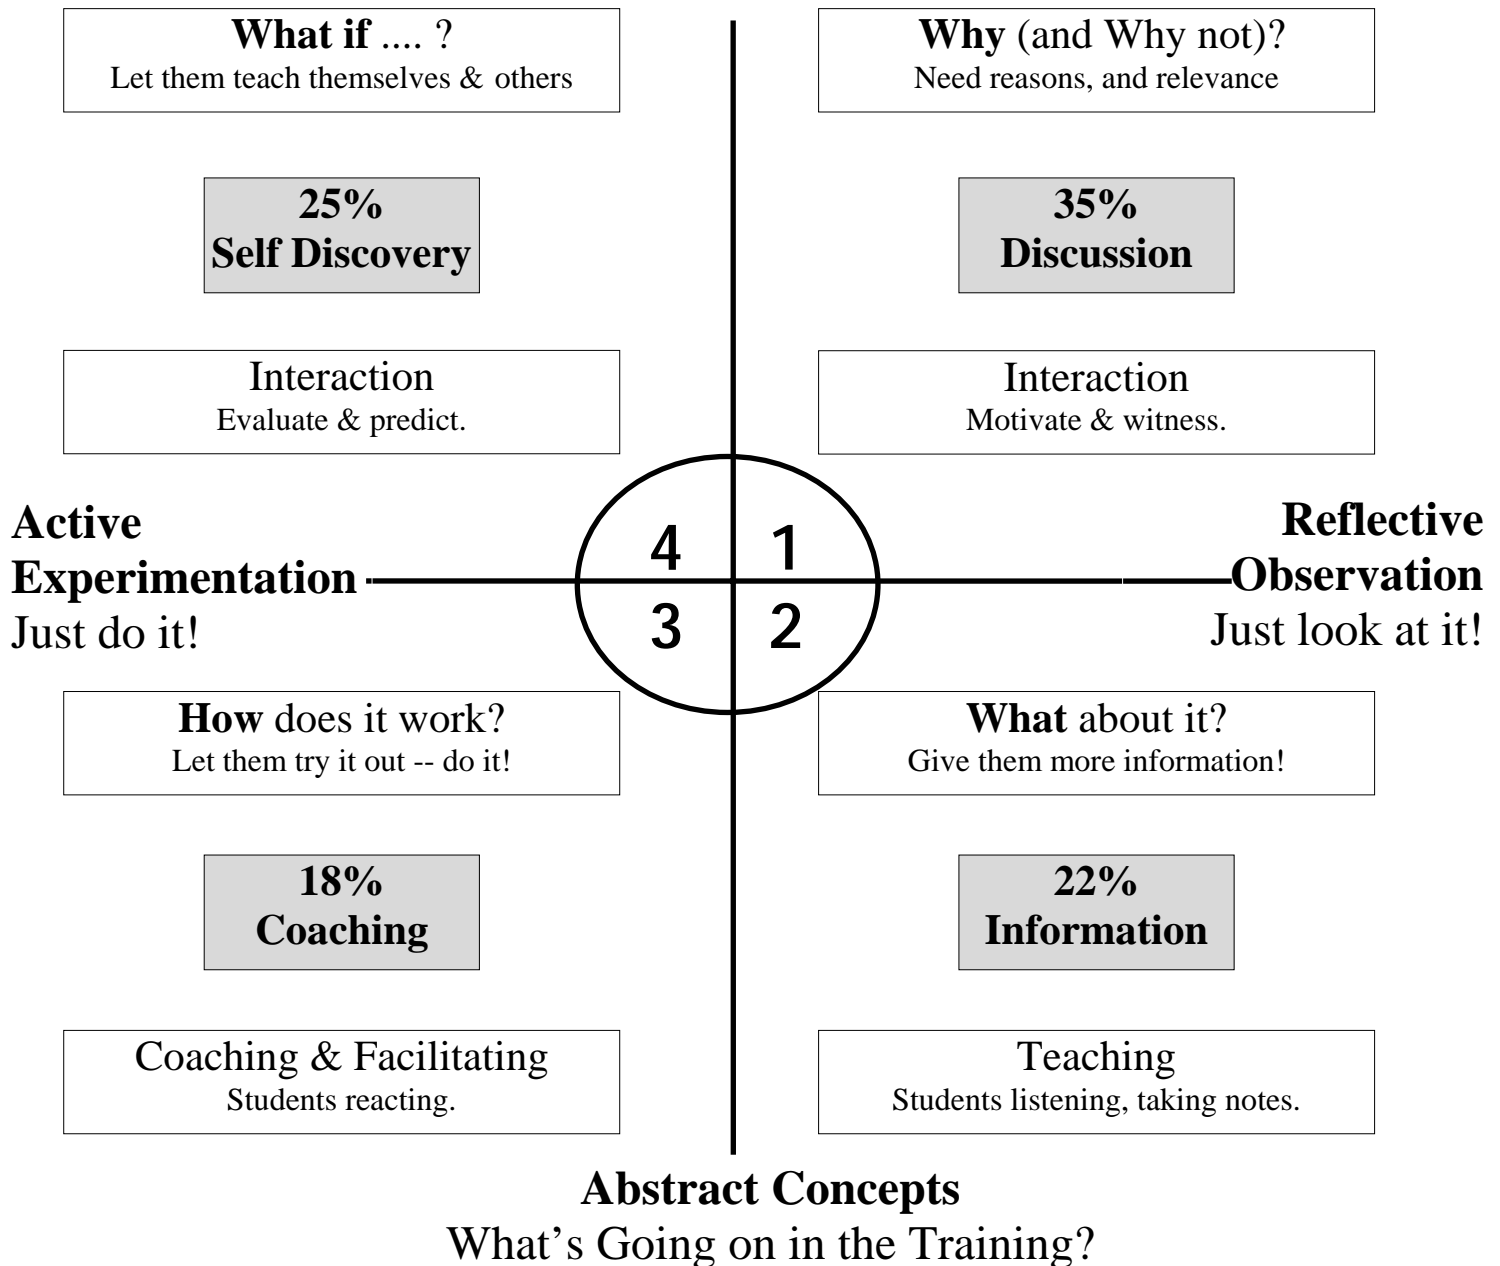 What if .... ?
Let them teach themselves & others
Why (and Why not)?
Need reasons, and relevance
25%
Self Discovery
35%
Discussion
Interaction
Evaluate & predict.
Interaction
Motivate & witness.
Active
Experimentation
Just do it!
4
1
3
2
Reflective
Observation
Just look at it!
How does it work?
Let them try it out -- do it!
What about it?
Give them more information!
18%
Coaching
22%
Information
Coaching & Facilitating
Students reacting.
Teaching
Students listening, taking notes.
Abstract Concepts
What’s Going on in the Training?